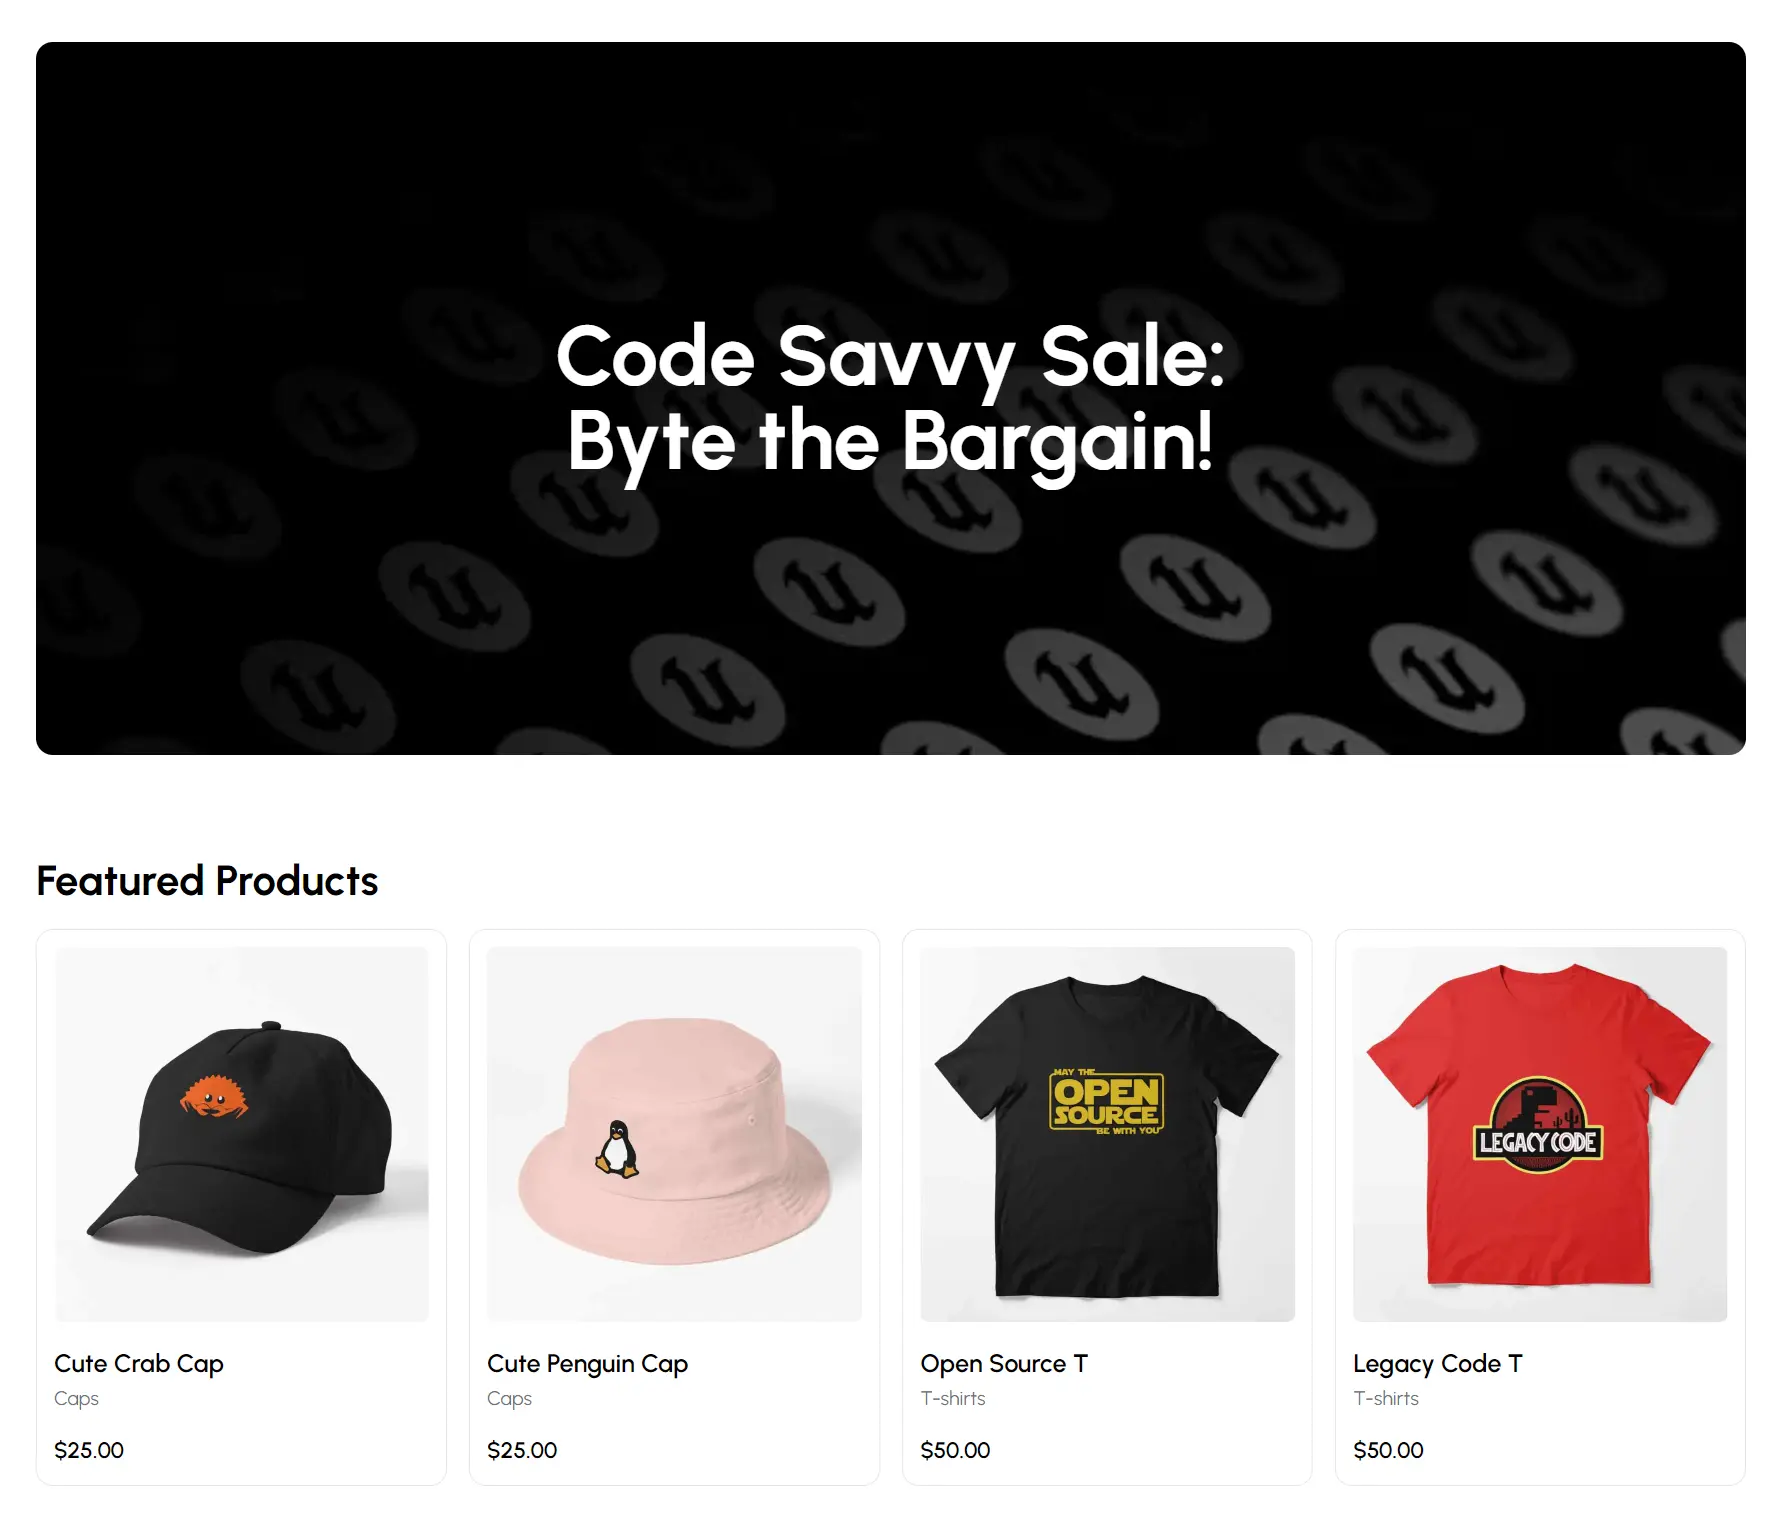 Code Savvy Sale:
Byte the Bargain!
Featured Products
MAY THE
OPEN
SOURCE
BE WITH YOU
LEGACY CODE
Cute Crab Cap
Caps
$25.00
Cute Penguin Cap
Caps
$25.00
Open Source T
T-shirts
$50.00
Legacy Code T
T-shirts
$50.00